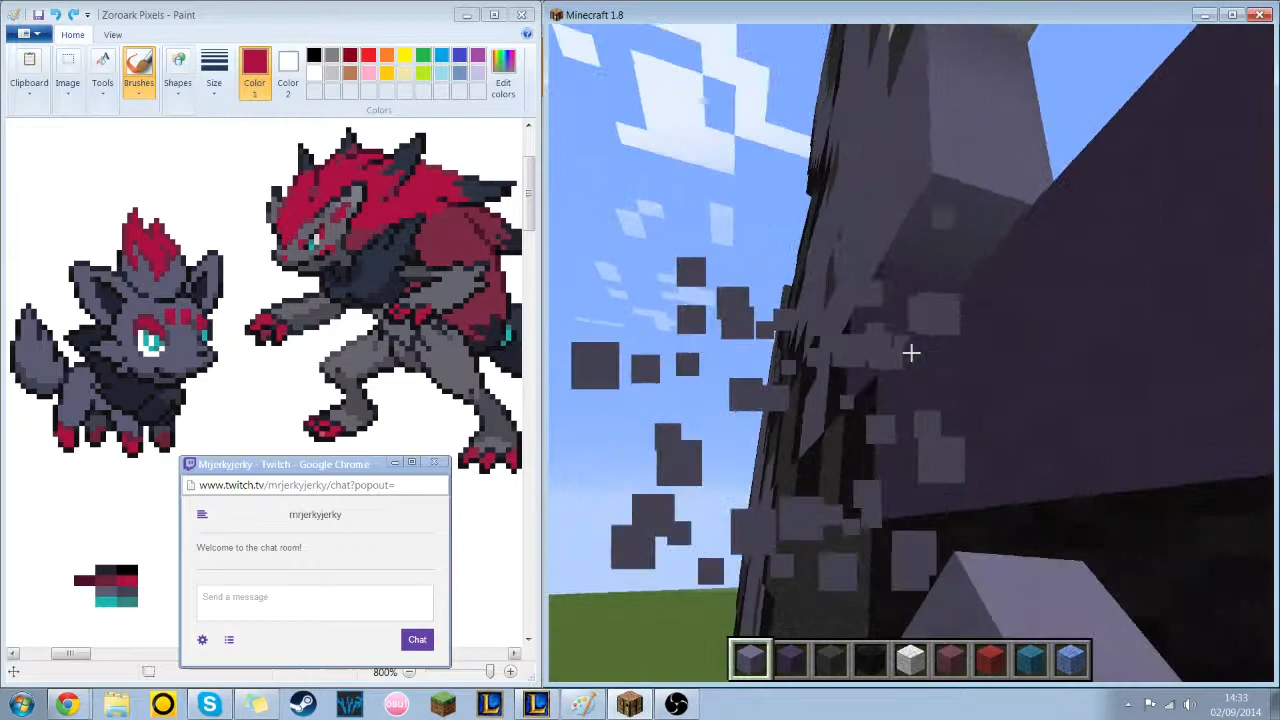 Zoroark Pixels - Paint
Home
View
Clipboard
Image
Tools
Brushes
Shapes
Size
Color
1
Color
2
Edit
colors
Colors
Minecraft 1.8
Mrjerkyjerky - Twitch - Google Chrome
www.twitch.tv/mrjerkyjerky/chat?popout=
mrjerkyjerky
Welcome to the chat room!
Send a message
Chat
800%
osu!
14:33
02/09/2014